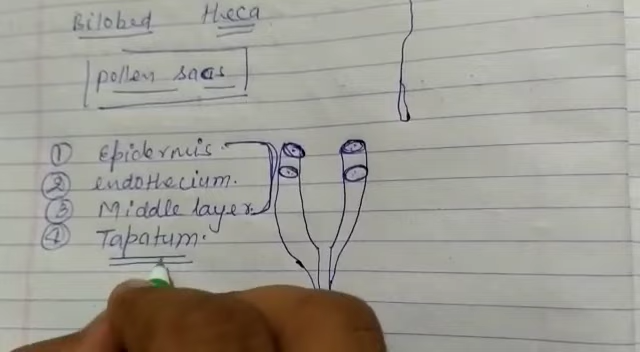 Bilobed Theca
pollen sacs
① Epidermis.
② endothecium.
③ Middle layer.
④ Tapatum.